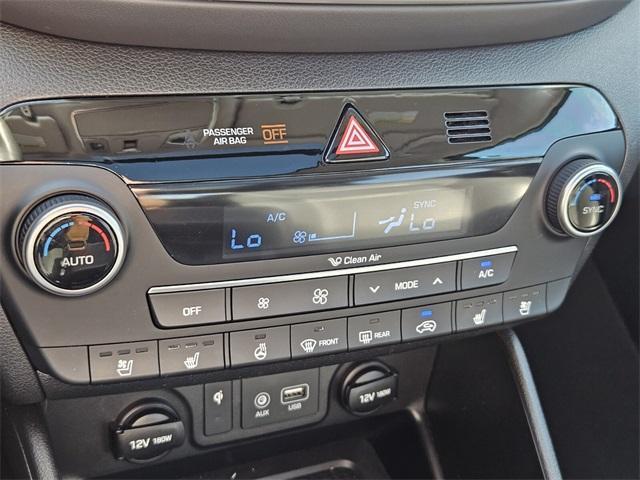 PASSENGER OFF
AIR BAG
A/C SYNC
Lo Lo
AUTO
SYNC
Clean Air
OFF MODE A/C
FRONT REAR
AUX USB
12V 180W 12V 180W